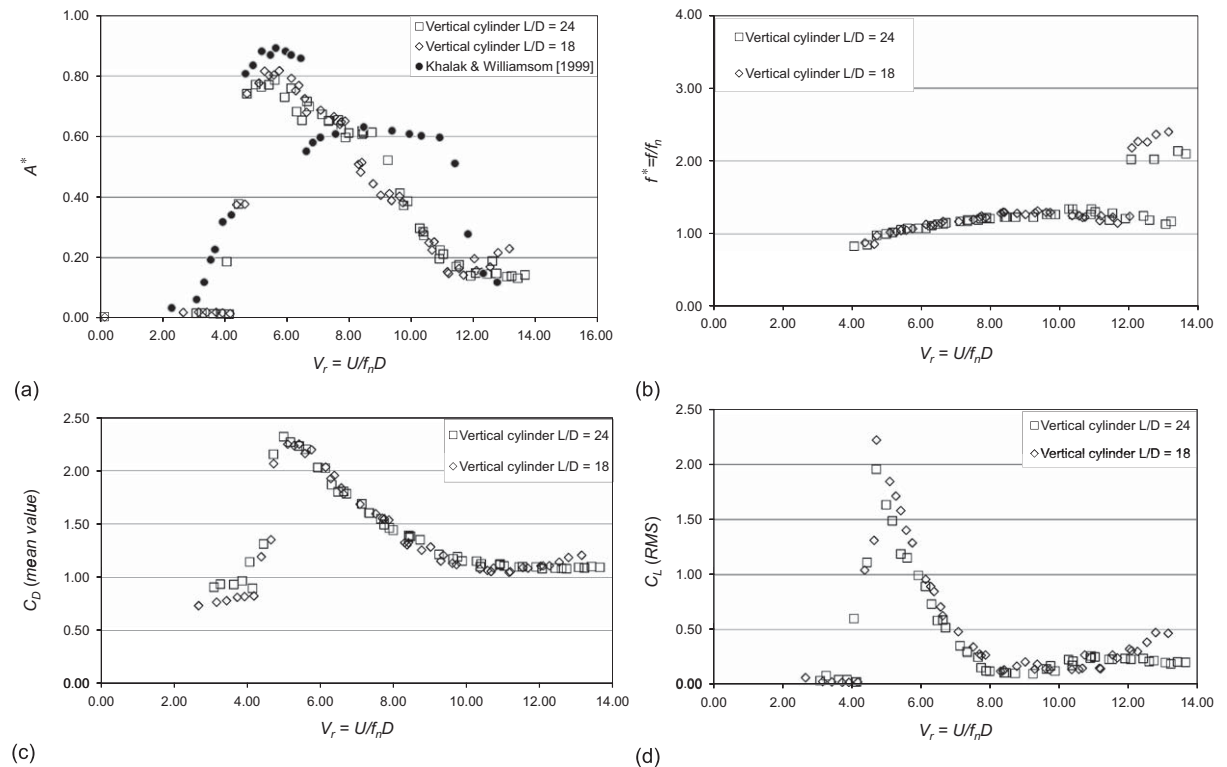 1.00
0.80
0.60
0.40
0.20
0.00
A*
0.00 2.00 4.00 6.00 8.00 10.00 12.00 14.00 16.00
Vr = U/fnD
Vertical cylinder L/D = 24
Vertical cylinder L/D = 18
Khalak & Williamsom [1999]
(a)
4.00
3.00
2.00
1.00
0.00
f*=f/fn
0.00 2.00 4.00 6.00 8.00 10.00 12.00 14.00
Vr = U/fnD
Vertical cylinder L/D = 24
Vertical cylinder L/D = 18
(b)
2.50
2.00
1.50
1.00
0.50
0.00
CD (mean value)
0.00 2.00 4.00 6.00 8.00 10.00 12.00 14.00
Vr = U/fnD
Vertical cylinder L/D = 24
Vertical cylinder L/D = 18
(c)
2.50
2.00
1.50
1.00
0.50
0.00
CL (RMS)
0.00 2.00 4.00 6.00 8.00 10.00 12.00 14.00
Vr = U/fnD
Vertical cylinder L/D = 24
Vertical cylinder L/D = 18
(d)